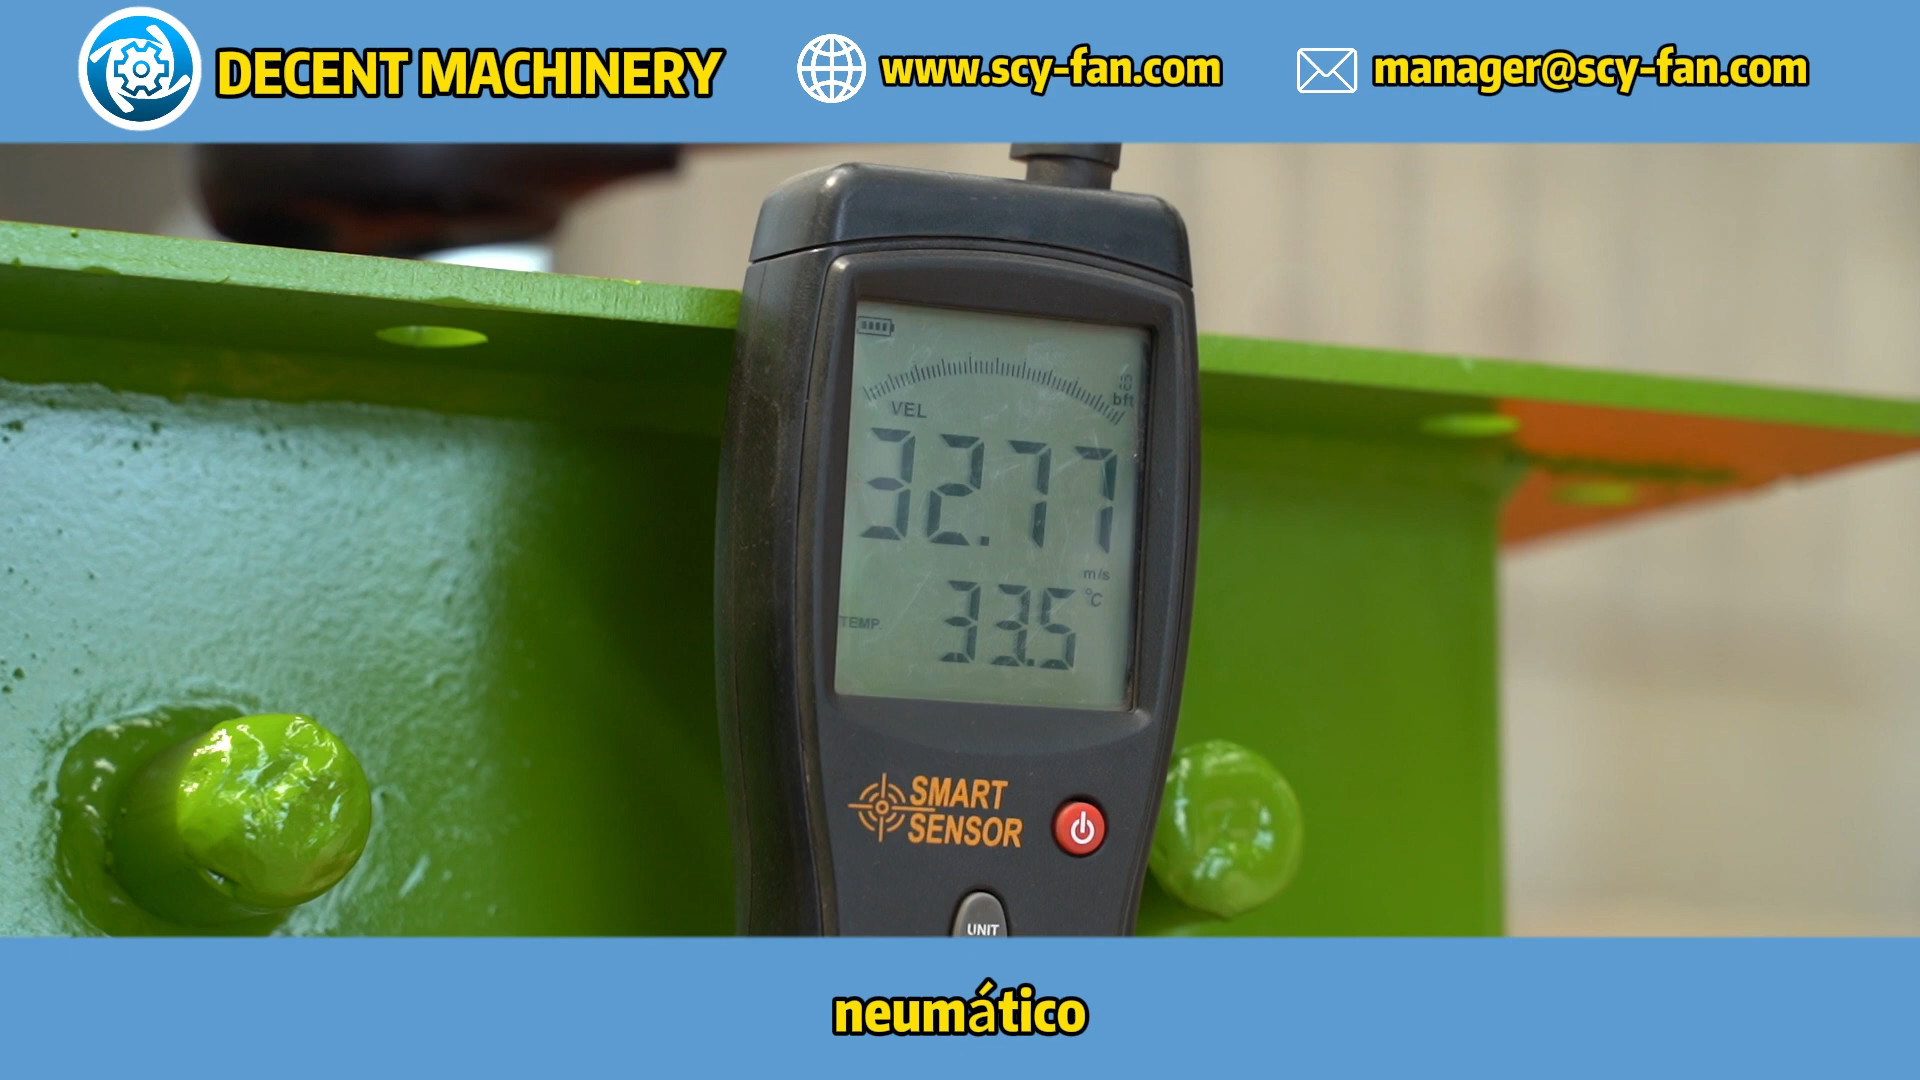 DECENT MACHINERY
www.scy-fan.com
manager@scy-fan.com
bft
VEL
32.77
m/s
°C
TEMP.
33.5
SMART
SENSOR
UNIT
neumático